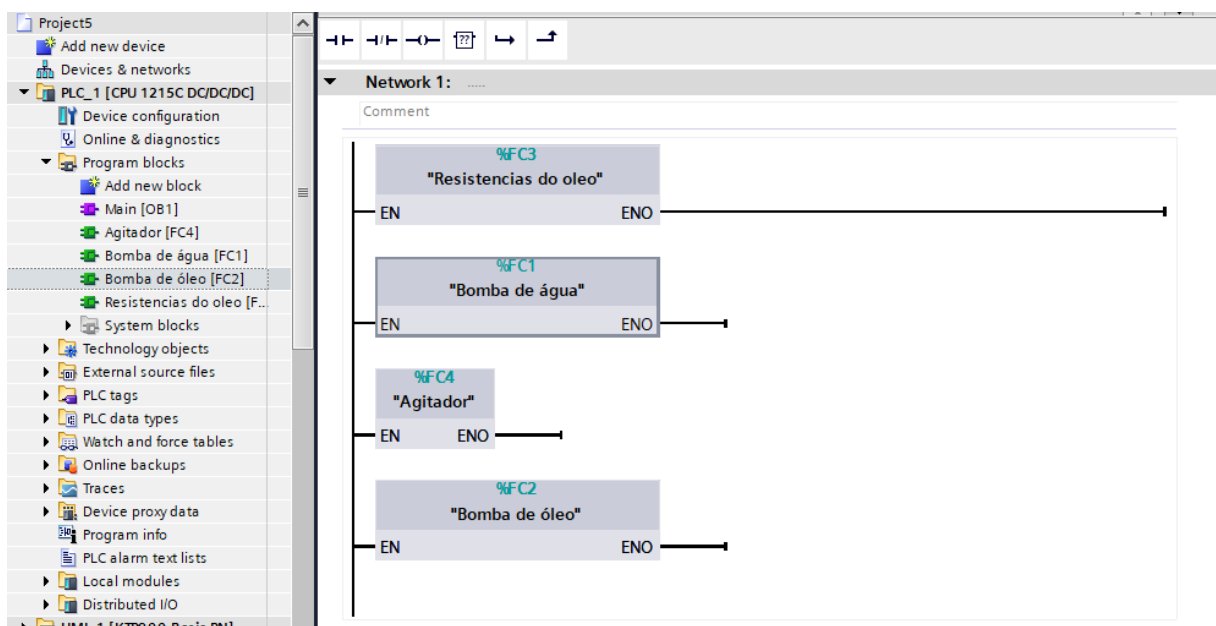 Project5
Add new device
Devices & networks
PLC_1 [CPU 1215C DC/DC/DC]
Device configuration
Online & diagnostics
Program blocks
Add new block
Main [OB1]
Agitador [FC4]
Bomba de água [FC1]
Bomba de óleo [FC2]
Resistencias do oleo [F...
System blocks
Technology objects
External source files
PLC tags
PLC data types
Watch and force tables
Online backups
Traces
Device proxy data
Program info
PLC alarm text lists
Local modules
Distributed I/O
??
Network 1: .....
Comment
%FC3
"Resistencias do oleo"
EN ENO
%FC1
"Bomba de água"
EN ENO
%FC4
"Agitador"
EN ENO
%FC2
"Bomba de óleo"
EN ENO